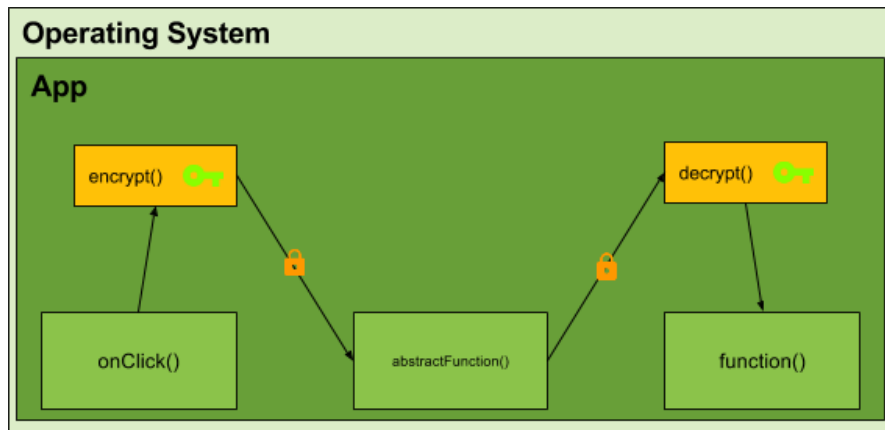 Operating System
App
encrypt()
decrypt()
onClick()
abstractFunction()
function()